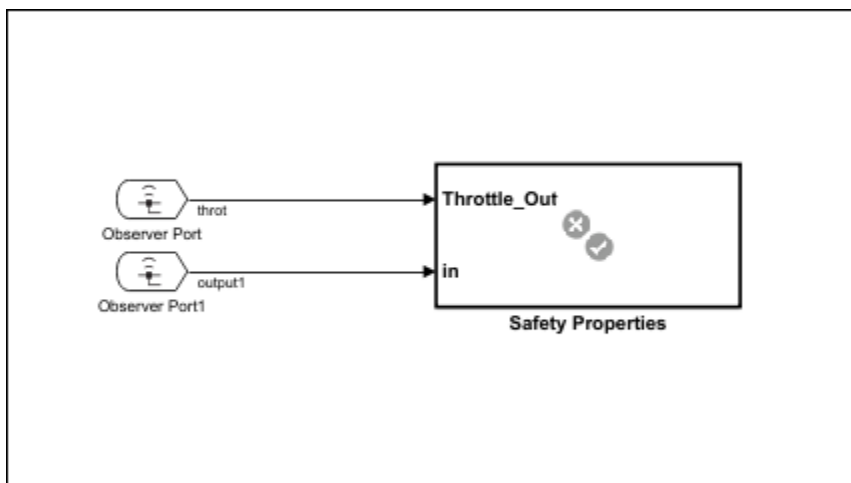 Throttle_Out
throt
Observer Port
in
output1
Observer Port1
Safety Properties